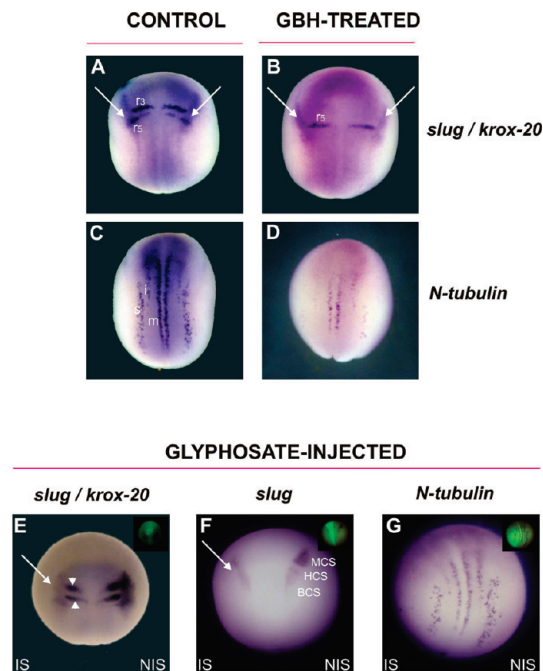 CONTROL GBH-TREATED
A
r3
r5
B
r5
slug / krox-20
C
i
s
m
D
N-tubulin
GLYPHOSATE-INJECTED
slug / krox-20 slug N-tubulin
E
IS NIS
F
MCS
HCS
BCS
IS NIS
G
IS NIS